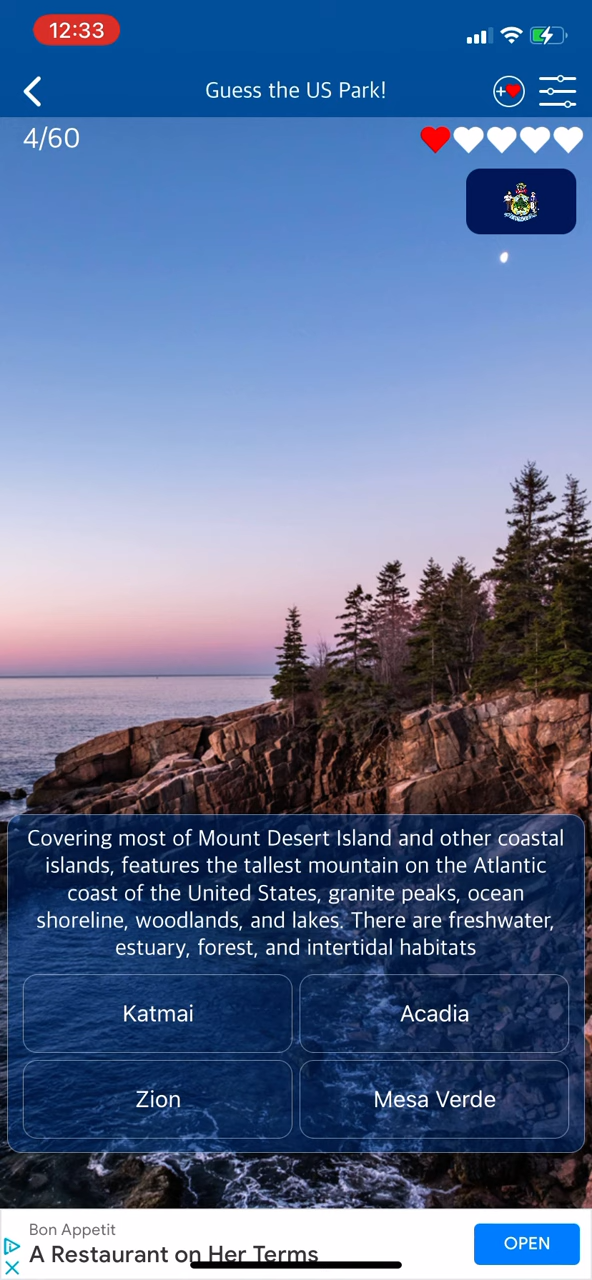 12:33
Guess the US Park!
4/60
Covering most of Mount Desert Island and other coastal
islands, features the tallest mountain on the Atlantic
coast of the United States, granite peaks, ocean
shoreline, woodlands, and lakes. There are freshwater,
estuary, forest, and intertidal habitats
Katmai
Acadia
Zion
Mesa Verde
Bon Appetit
A Restaurant on Her Terms
OPEN